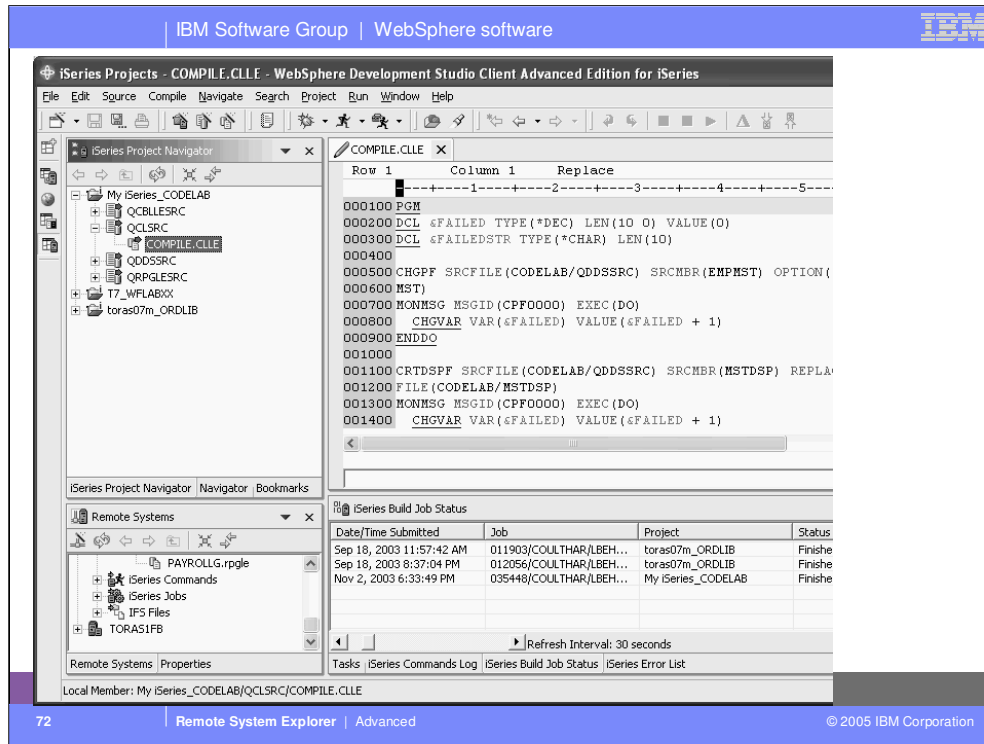 IBM Software Group | WebSphere software
IBM
iSeries Projects - COMPILE.CLLE - WebSphere Development Studio Client Advanced Edition for iSeries
File Edit Source Compile Navigate Search Project Run Window Help
iSeries Project Navigator
My iSeries_CODELAB
QCBLLESRC
QCLSRC
COMPILE.CLLE
QDDSSRC
QRPGLESRC
T7_WFLABXX
toras07m_ORDLIB
iSeries Project Navigator Navigator Bookmarks
COMPILE.CLLE
Row 1 Column 1 Replace
----+----1----+----2----+----3----+----4----+----5---
000100 PGM
000200 DCL &FAILED TYPE(*DEC) LEN(10 0) VALUE(0)
000300 DCL &FAILEDSTR TYPE(*CHAR) LEN(10)
000400
000500 CHGPF SRCFILE(CODELAB/QDDSSRC) SRCMBR(EMPMST) OPTION(
000600 MST)
000700 MONMSG MSGID(CPF0000) EXEC(DO)
000800 CHGVAR VAR(&FAILED) VALUE(&FAILED + 1)
000900 ENDDO
001000
001100 CRTDSPF SRCFILE(CODELAB/QDDSSRC) SRCMBR(MSTDSP) REPLA
001200 FILE(CODELAB/MSTDSP)
001300 MONMSG MSGID(CPF0000) EXEC(DO)
001400 CHGVAR VAR(&FAILED) VALUE(&FAILED + 1)
Remote Systems
PAYROLLG.rpgle
iSeries Commands
iSeries Jobs
IFS Files
TORAS1FB
Remote Systems Properties
iSeries Build Job Status
Date/Time Submitted Job Project Status
Sep 18, 2003 11:57:42 AM 011903/COULTHAR/LBEH... toras07m_ORDLIB Finishe
Sep 18, 2003 8:37:04 PM 012056/COULTHAR/LBEH... toras07m_ORDLIB Finishe
Nov 2, 2003 6:33:49 PM 035448/COULTHAR/LBEH... My iSeries_CODELAB Finishe
Refresh Interval: 30 seconds
Tasks iSeries Commands Log iSeries Build Job Status iSeries Error List
Local Member: My iSeries_CODELAB/QCLSRC/COMPILE.CLLE
72 Remote System Explorer | Advanced © 2005 IBM Corporation